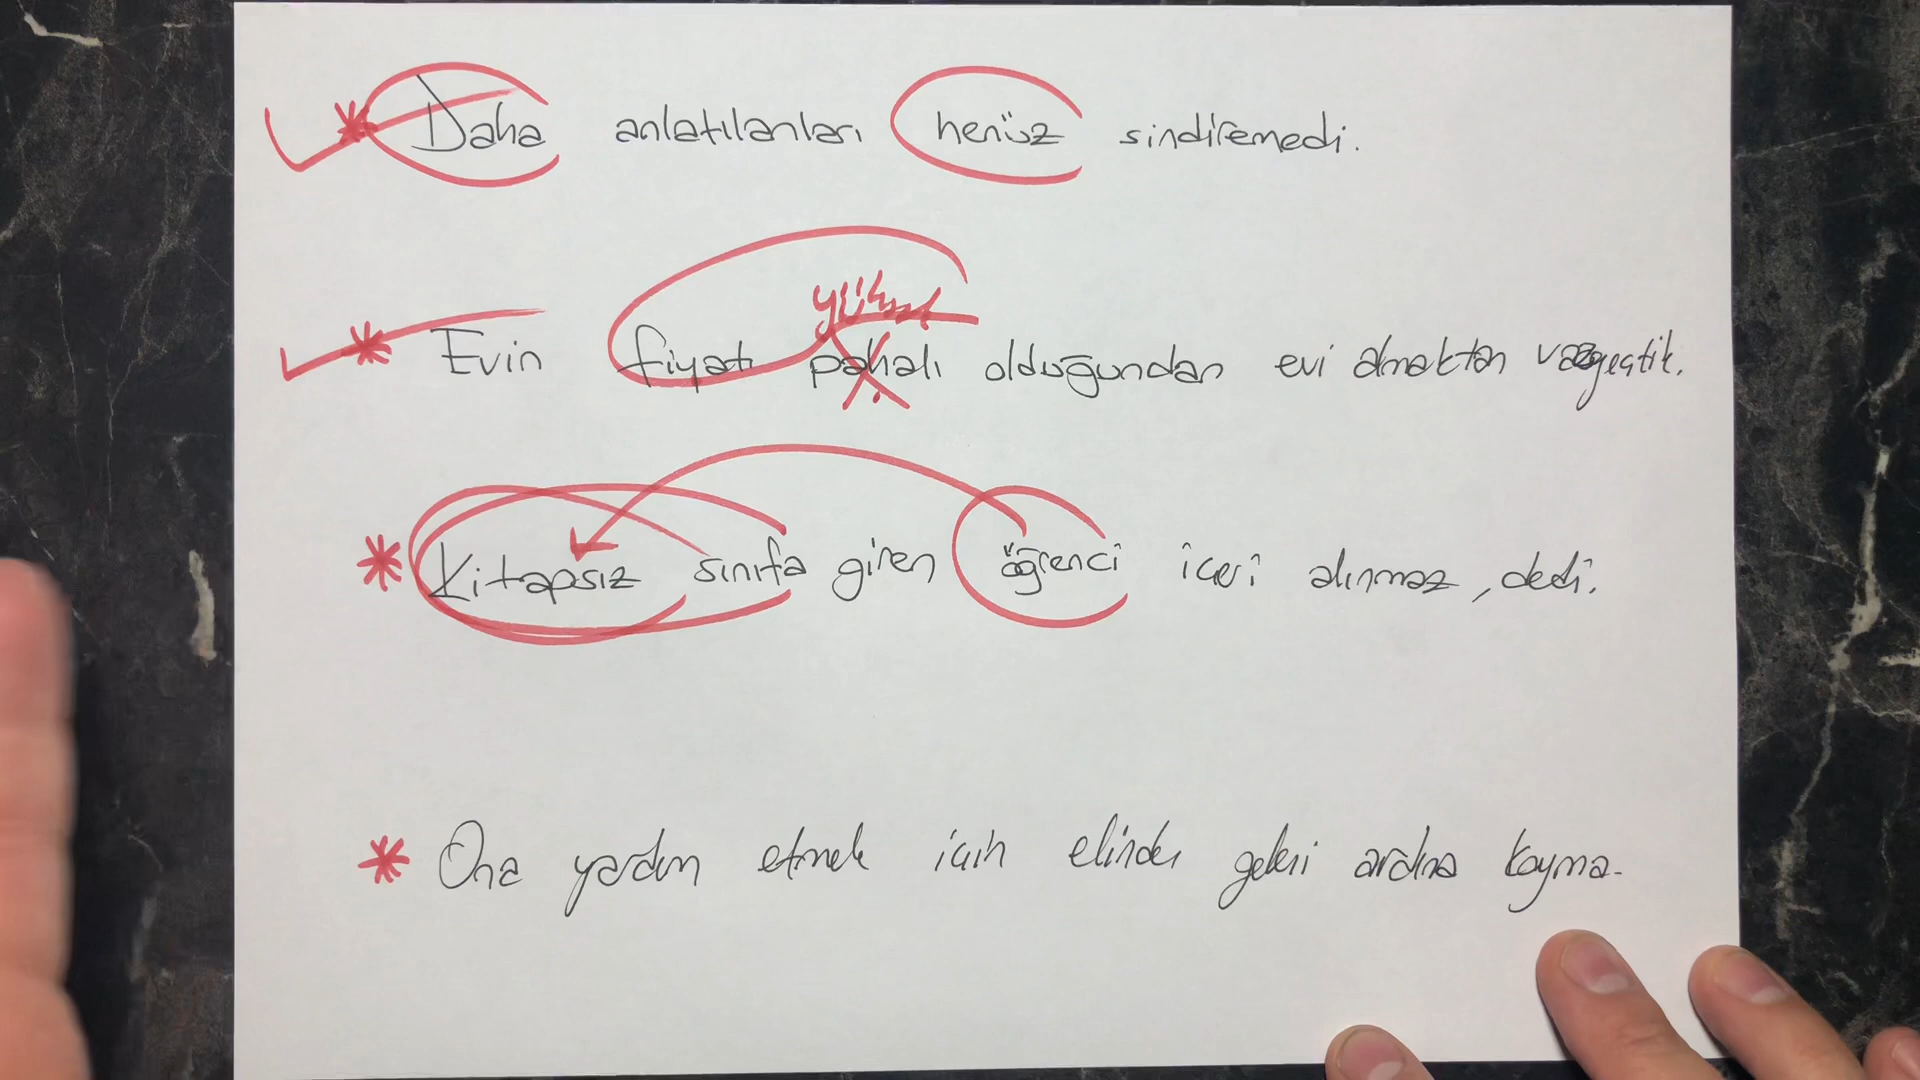 * Daha anlatılanları henüz sindiremedi.
yüksek
* Evin fiyatı pahalı olduğundan evi almaktan vazgeçtik.
* Kitapsız sınıfa giren öğrenci içeri alınmaz, dedi.
* Ona yardım etmek için elinden geleni ardına koyma.